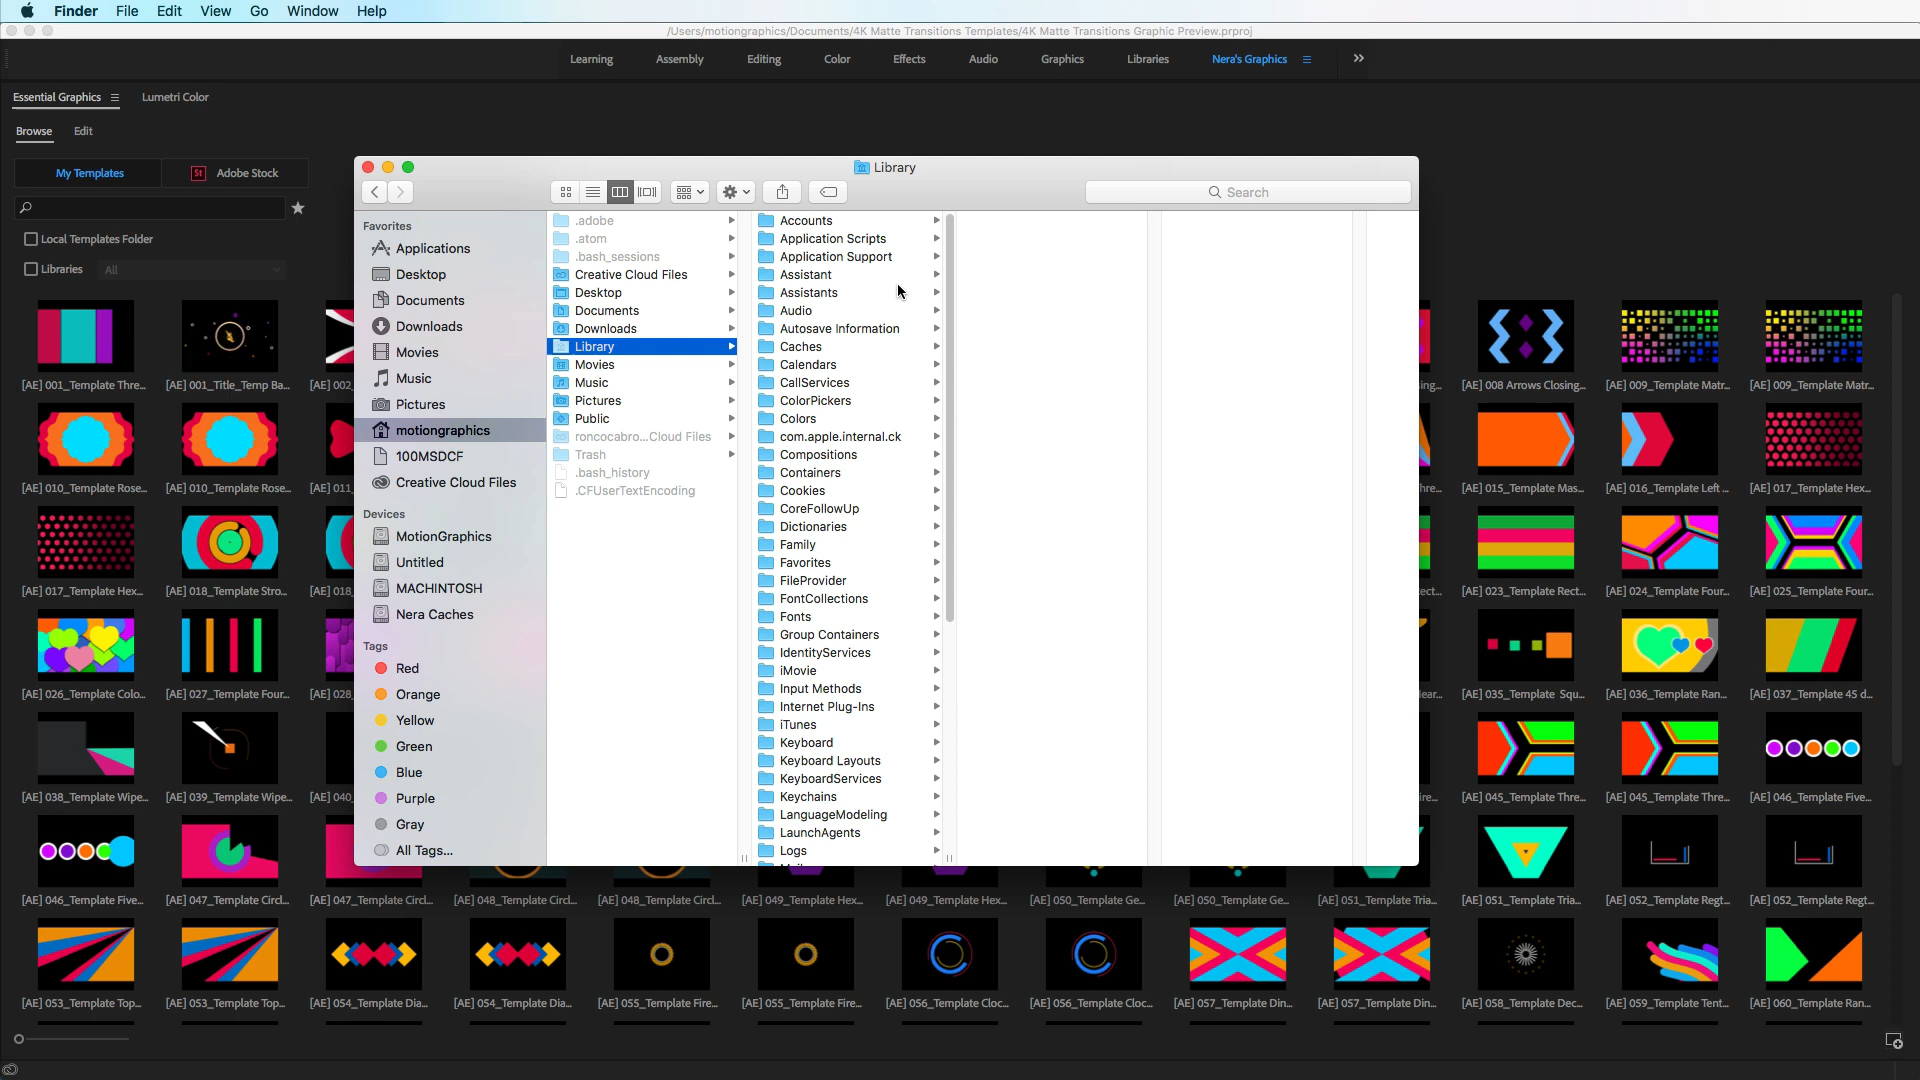 Finder File Edit View Go Window Help
/Users/motiongraphics/Documents/4K Matte Transitions Templates/4K Matte Transitions Graphic Preview.prproj
Learning Assembly Editing Color Effects Audio Graphics Libraries Nera's Graphics
Essential Graphics Lumetri Color
Browse Edit
My Templates St Adobe Stock
Local Templates Folder
Libraries All
Library
Search
Favorites
Applications
Desktop
Documents
Downloads
Movies
Music
Pictures
motiongraphics
100MSDCF
Creative Cloud Files
Devices
MotionGraphics
Untitled
MACHINTOSH
Nera Caches
Tags
Red
Orange
Yellow
Green
Blue
Purple
Gray
All Tags...
.adobe
.atom
.bash_sessions
Creative Cloud Files
Desktop
Documents
Downloads
Library
Movies
Music
Pictures
Public
roncocabro...Cloud Files
Trash
.bash_history
.CFUserTextEncoding
Accounts
Application Scripts
Application Support
Assistant
Assistants
Audio
Autosave Information
Caches
Calendars
CallServices
ColorPickers
Colors
com.apple.internal.ck
Compositions
Containers
Cookies
CoreFollowUp
Dictionaries
Family
Favorites
FileProvider
FontCollections
Fonts
Group Containers
IdentityServices
iMovie
Input Methods
Internet Plug-Ins
iTunes
Keyboard
Keyboard Layouts
KeyboardServices
Keychains
LanguageModeling
LaunchAgents
Logs
[AE] 001_Template Thre... [AE] 001_Title_Temp Ba... [AE] 002 [AE] 008 Arrows Closing... [AE] 009_Template Matr... [AE] 009_Template Matr...
[AE] 010_Template Rose... [AE] 010_Template Rose... [AE] 011 [AE] 015_Template Mas... [AE] 016_Template Left ... [AE] 017_Template Hex...
[AE] 017_Template Hex... [AE] 018_Template Stro... [AE] 018 [AE] 023_Template Rect... [AE] 024_Template Four... [AE] 025_Template Four...
[AE] 026_Template Colo... [AE] 027_Template Four... [AE] 028 [AE] 035_Template Squ... [AE] 036_Template Ran... [AE] 037_Template 45 d...
[AE] 038_Template Wipe... [AE] 039_Template Wipe... [AE] 040 [AE] 045_Template Thre... [AE] 045_Template Thre... [AE] 046_Template Five...
[AE] 046_Template Five... [AE] 047_Template Circl... [AE] 047_Template Circl... [AE] 048_Template Circl... [AE] 048_Template Circl... [AE] 049_Template Hex... [AE] 049_Template Hex... [AE] 050_Template Ge... [AE] 050_Template Ge... [AE] 051_Template Tria... [AE] 051_Template Tria... [AE] 052_Template Regt... [AE] 052_Template Regt...
[AE] 053_Template Top... [AE] 053_Template Top... [AE] 054_Template Dia... [AE] 054_Template Dia... [AE] 055_Template Fire... [AE] 055_Template Fire... [AE] 056_Template Cloc... [AE] 056_Template Cloc... [AE] 057_Template Din... [AE] 057_Template Din... [AE] 058_Template Dec... [AE] 059_Template Tent... [AE] 060_Template Ran...